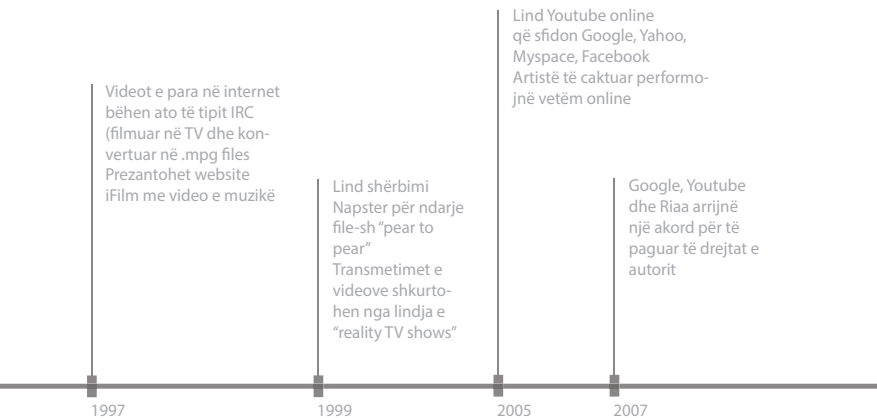 Videot e para në internet
bëhen ato të tipit IRC
(filmuar në TV dhe kon-
vertuar në .mpg files
Prezantohet website
iFilm me video e muzikë
1997
Lind shërbimi
Napster për ndarje
file-sh “pear to
pear”
Transmetimet e
videove shkurto-
hen nga lindja e
“reality TV shows”
1999
Lind Youtube online
që sfidon Google, Yahoo,
Myspace, Facebook
Artistë të caktuar performo-
jnë vetëm online
2005
Google, Youtube
dhe Riaa arrijnë
një akord për të
paguar të drejtat e
autorit
2007